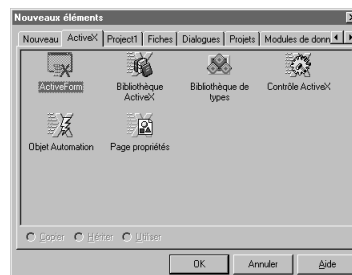 Nouveaux éléments
Nouveau ActiveX Project1 Fiches Dialogues Projets Modules de donn
ActiveForm
Bibliothèque ActiveX
Bibliothèque de types
Contrôle ActiveX
Objet Automation
Page propriétés
Copier Hériter Utiliser
OK Annuler Aide